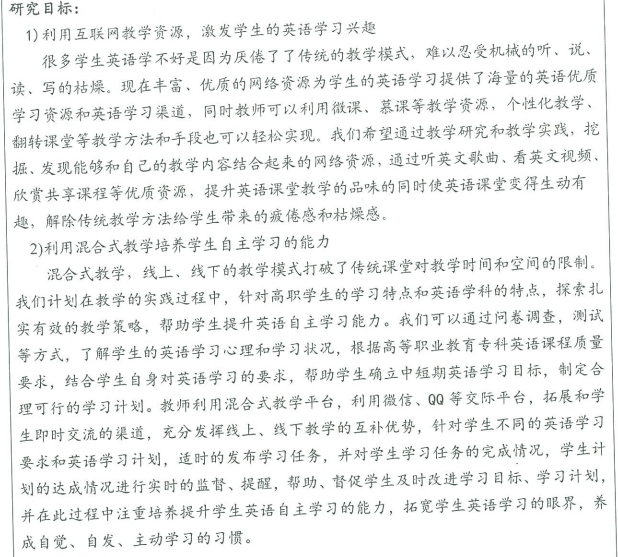 研究目标：
1)利用互联网教学资源，激发学生的英语学习兴趣
很多学生英语学不好是因为厌倦了了传统的教学模式，难以忍受机械的听、说、
读、写的枯燥。现在丰富、优质的网络资源为学生的英语学习提供了海量的英语优质
学习资源和英语学习渠道，同时教师可以利用微课、慕课等教学资源，个性化教学、
翻转课堂等教学方法和手段也可以轻松实现。我们希望通过教学研究和教学实践，挖
掘、发现能够和自己的教学内容结合起来的网络资源，通过听英文歌曲、看英文视频、
欣赏共享课程等优质资源，提升英语课堂教学的品味的同时使英语课堂变得生动有
趣，解除传统教学方法给学生带来的疲倦感和枯燥感。
2)利用混合式教学培养学生自主学习的能力
混合式教学，线上、线下的教学模式打破了传统课堂对教学时间和空间的限制。
我们计划在教学的实践过程中，针对高职学生的学习特点和英语学科的特点，探索扎
实有效的教学策略，帮助学生提升英语自主学习能力。我们可以通过问卷调查，测试
等方式，了解学生的英语学习心理和学习状况，根据高等职业教育专科英语课程质量
要求，结合学生自身对英语学习的要求，帮助学生确立中短期英语学习目标，制定合
理可行的学习计划。教师利用混合式教学平台，利用微信、QQ 等交际平台，拓展和学
生即时交流的渠道，充分发挥线上、线下教学的互补优势，针对学生不同的英语学习
要求和英语学习计划，适时的发布学习任务，并对学生学习任务的完成情况，学生计
划的达成情况进行实时的监督、提醒，帮助、督促学生及时改进学习目标、学习计划，
并在此过程中注重培养提升学生英语自主学习的能力，拓宽学生英语学习的眼界，养
成自觉、自发、主动学习的习惯。